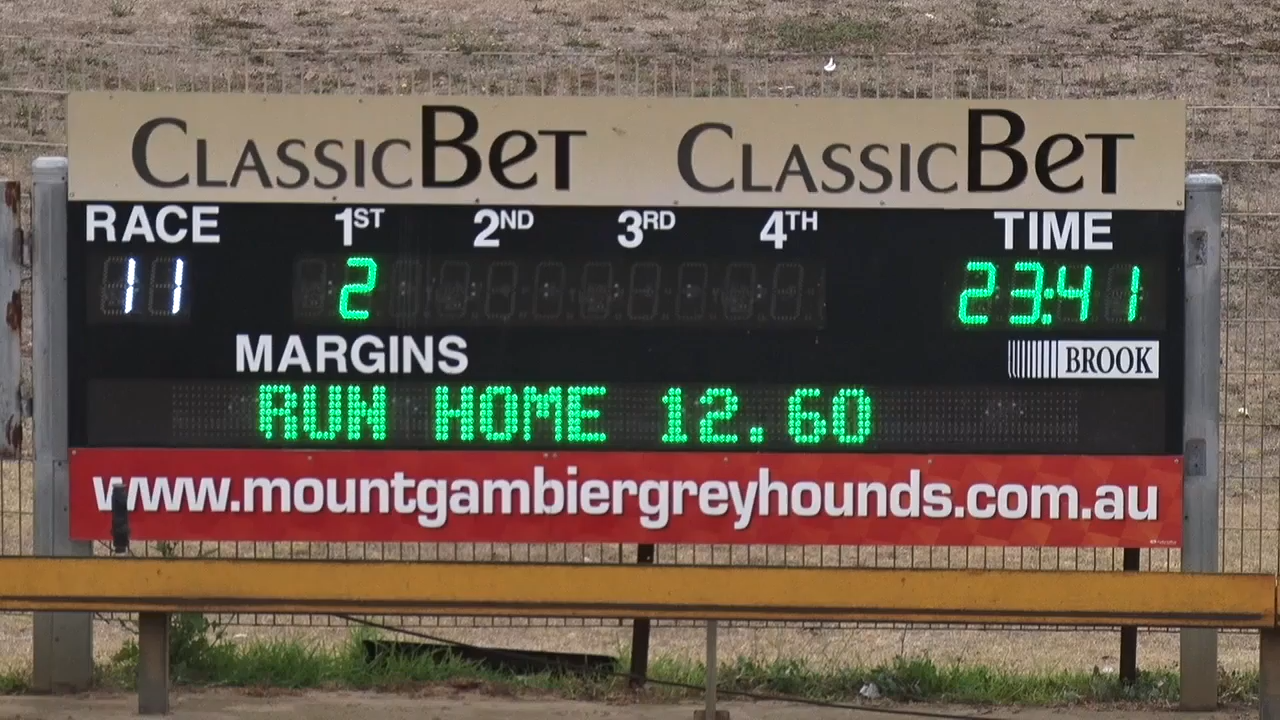 CLASSICBET CLASSICBET
RACE 1ST 2ND 3RD 4TH TIME
11 2 23:41
MARGINS BROOK
RUN HOME 12.60
www.mountgambiergreyhounds.com.au